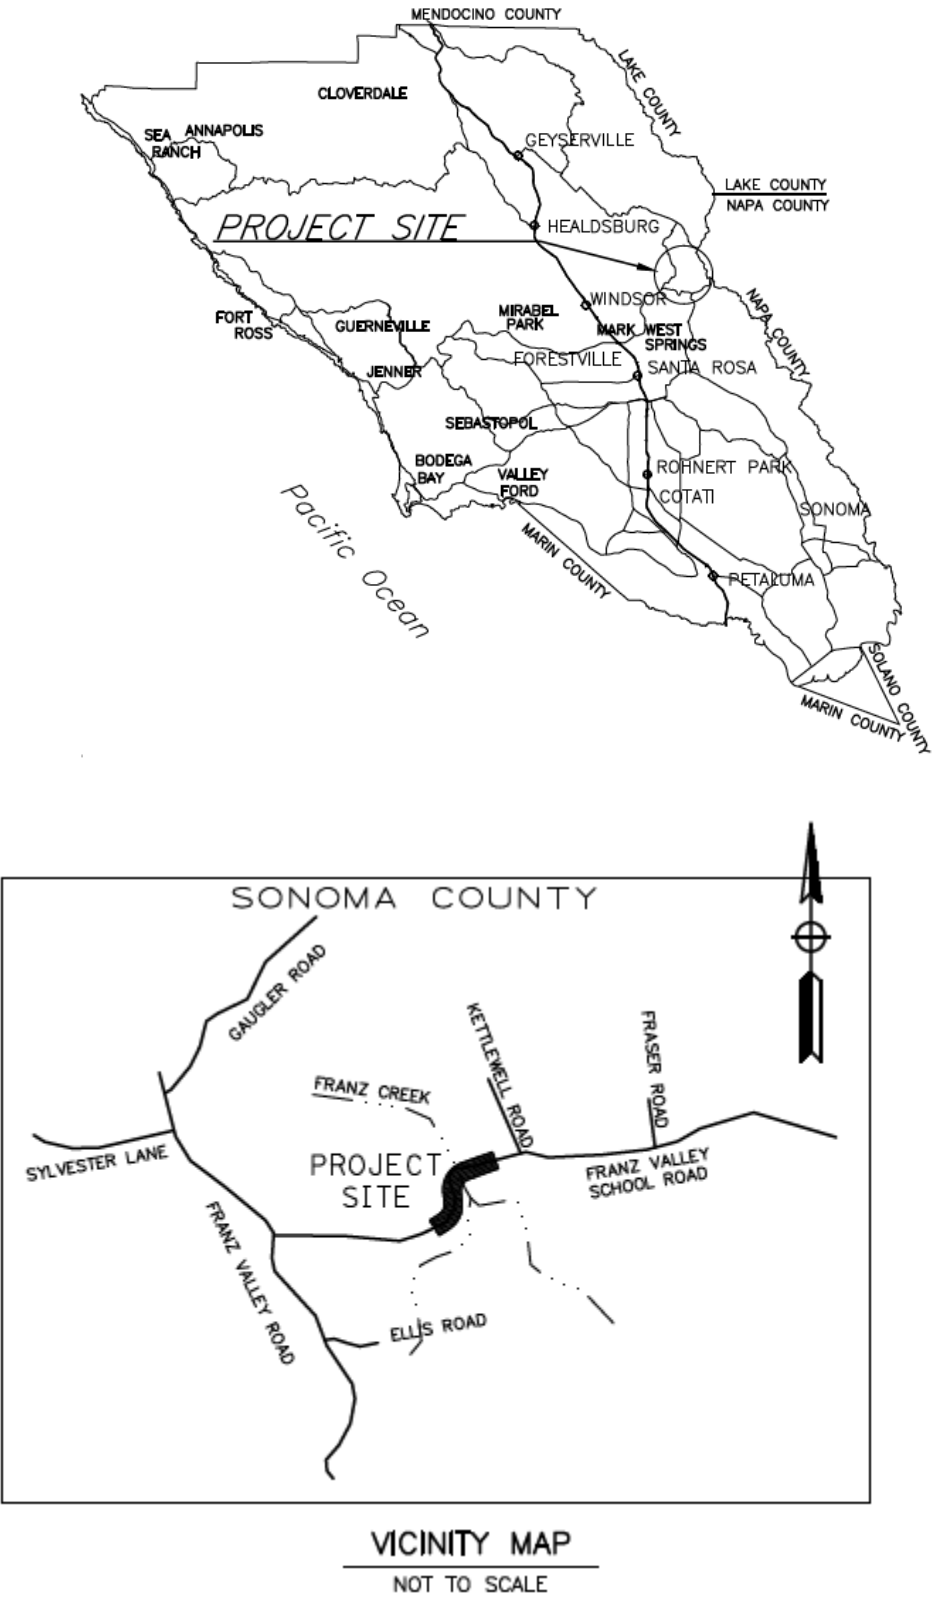 MENDOCINO COUNTY
LAKE COUNTY
CLOVERDALE
SEA
RANCH
ANNAPOLIS
GEYSERVILLE
LAKE COUNTY
NAPA COUNTY
PROJECT SITE
HEALDSBURG
NAPA COUNTY
WINDSOR
MIRABEL
PARK
FORT
ROSS
GUERNEVILLE
MARK WEST
SPRINGS
FORESTVILLE
SANTA ROSA
JENNER
SEBASTOPOL
BODEGA
BAY
VALLEY
FORD
ROHNERT PARK
COTATI
SONOMA
Pacific Ocean
MARIN COUNTY
PETALUMA
SOLANO COUNTY
MARIN COUNTY
SONOMA COUNTY
GAUGLER ROAD
KETTLEWELL ROAD
FRASER ROAD
FRANZ CREEK
SYLVESTER LANE
PROJECT
SITE
FRANZ VALLEY
SCHOOL ROAD
FRANZ VALLEY ROAD
ELLIS ROAD
VICINITY MAP
NOT TO SCALE